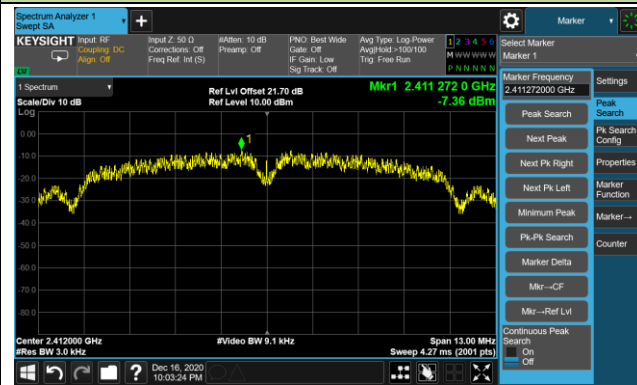 Spectrum Analyzer 1
Swept SA
Marker
KEYSIGHT
Input: RF
Coupling: DC
Align: Off
Input Z: 50 Ω
Corrections: Off
Freq Ref: Int (S)
#Atten: 10 dB
Preamp: Off
PNO: Best Wide
Gate: Off
IF Gain: Low
Sig Track: Off
Avg Type: Log-Power
Avg|Hold:>100/100
Trig: Free Run
1 2 3 4 5 6
M W W W W W
P N N N N N
LXI
Select Marker
Marker 1
1 Spectrum
Scale/Div 10 dB
Log
Ref Lvl Offset 21.70 dB
Ref Level 10.00 dBm
Mkr1 2.411 272 0 GHz
-7.36 dBm
1
0.00
-10.0
-20.0
-30.0
-40.0
-50.0
-60.0
-70.0
-80.0
Center 2.412000 GHz
#Res BW 3.0 kHz
#Video BW 9.1 kHz
Span 13.00 MHz
Sweep 4.27 ms (2001 pts)
Marker Frequency
2.411272000 GHz
Peak Search
Next Peak
Next Pk Right
Next Pk Left
Minimum Peak
Pk-Pk Search
Marker Delta
Mkr→CF
Mkr→Ref Lvl
Continuous Peak
Search
On
Off
Settings
Peak
Search
Pk Search
Config
Properties
Marker
Function
Marker→
Counter
?
Dec 16, 2020
10:03:24 PM